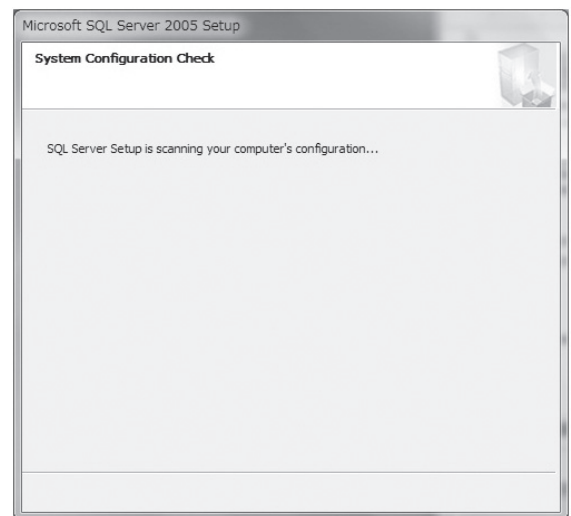 Microsoft SQL Server 2005 Setup
System Configuration Check
SQL Server Setup is scanning your computer's configuration...